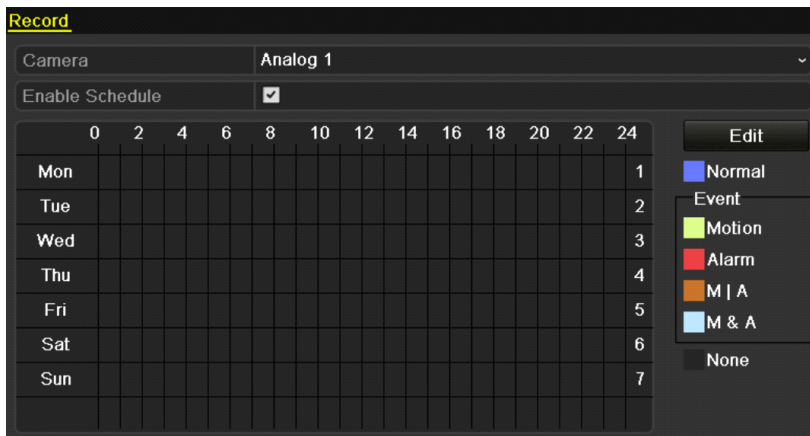 Record
Camera Analog 1
Enable Schedule
0 2 4 6 8 10 12 14 16 18 20 22 24
Mon 1
Tue 2
Wed 3
Thu 4
Fri 5
Sat 6
Sun 7
Edit
Normal
Event
Motion
Alarm
M | A
M & A
None